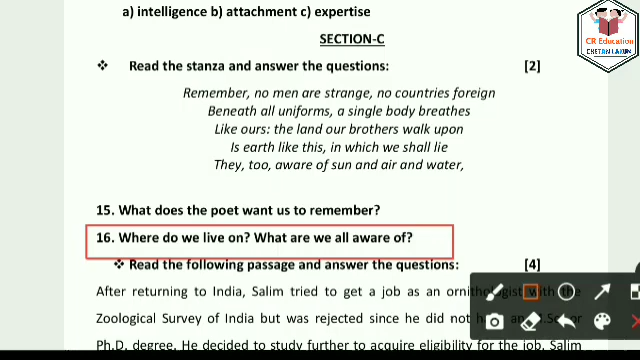 a) intelligence b) attachment c) expertise
CR Education
CHETAN LAKUM
SECTION-C
❖ Read the stanza and answer the questions: [2]
Remember, no men are strange, no countries foreign
Beneath all uniforms, a single body breathes
Like ours: the land our brothers walk upon
Is earth like this, in which we shall lie
They, too, aware of sun and air and water,
15. What does the poet want us to remember?
16. Where do we live on? What are we all aware of?
❖ Read the following passage and answer the questions: [4]
After returning to India, Salim tried to get a job as an ornithologist with the
Zoological Survey of India but was rejected since he did not
Ph.D. degree. He decided to study further to acquire eligibility for the job. Salim